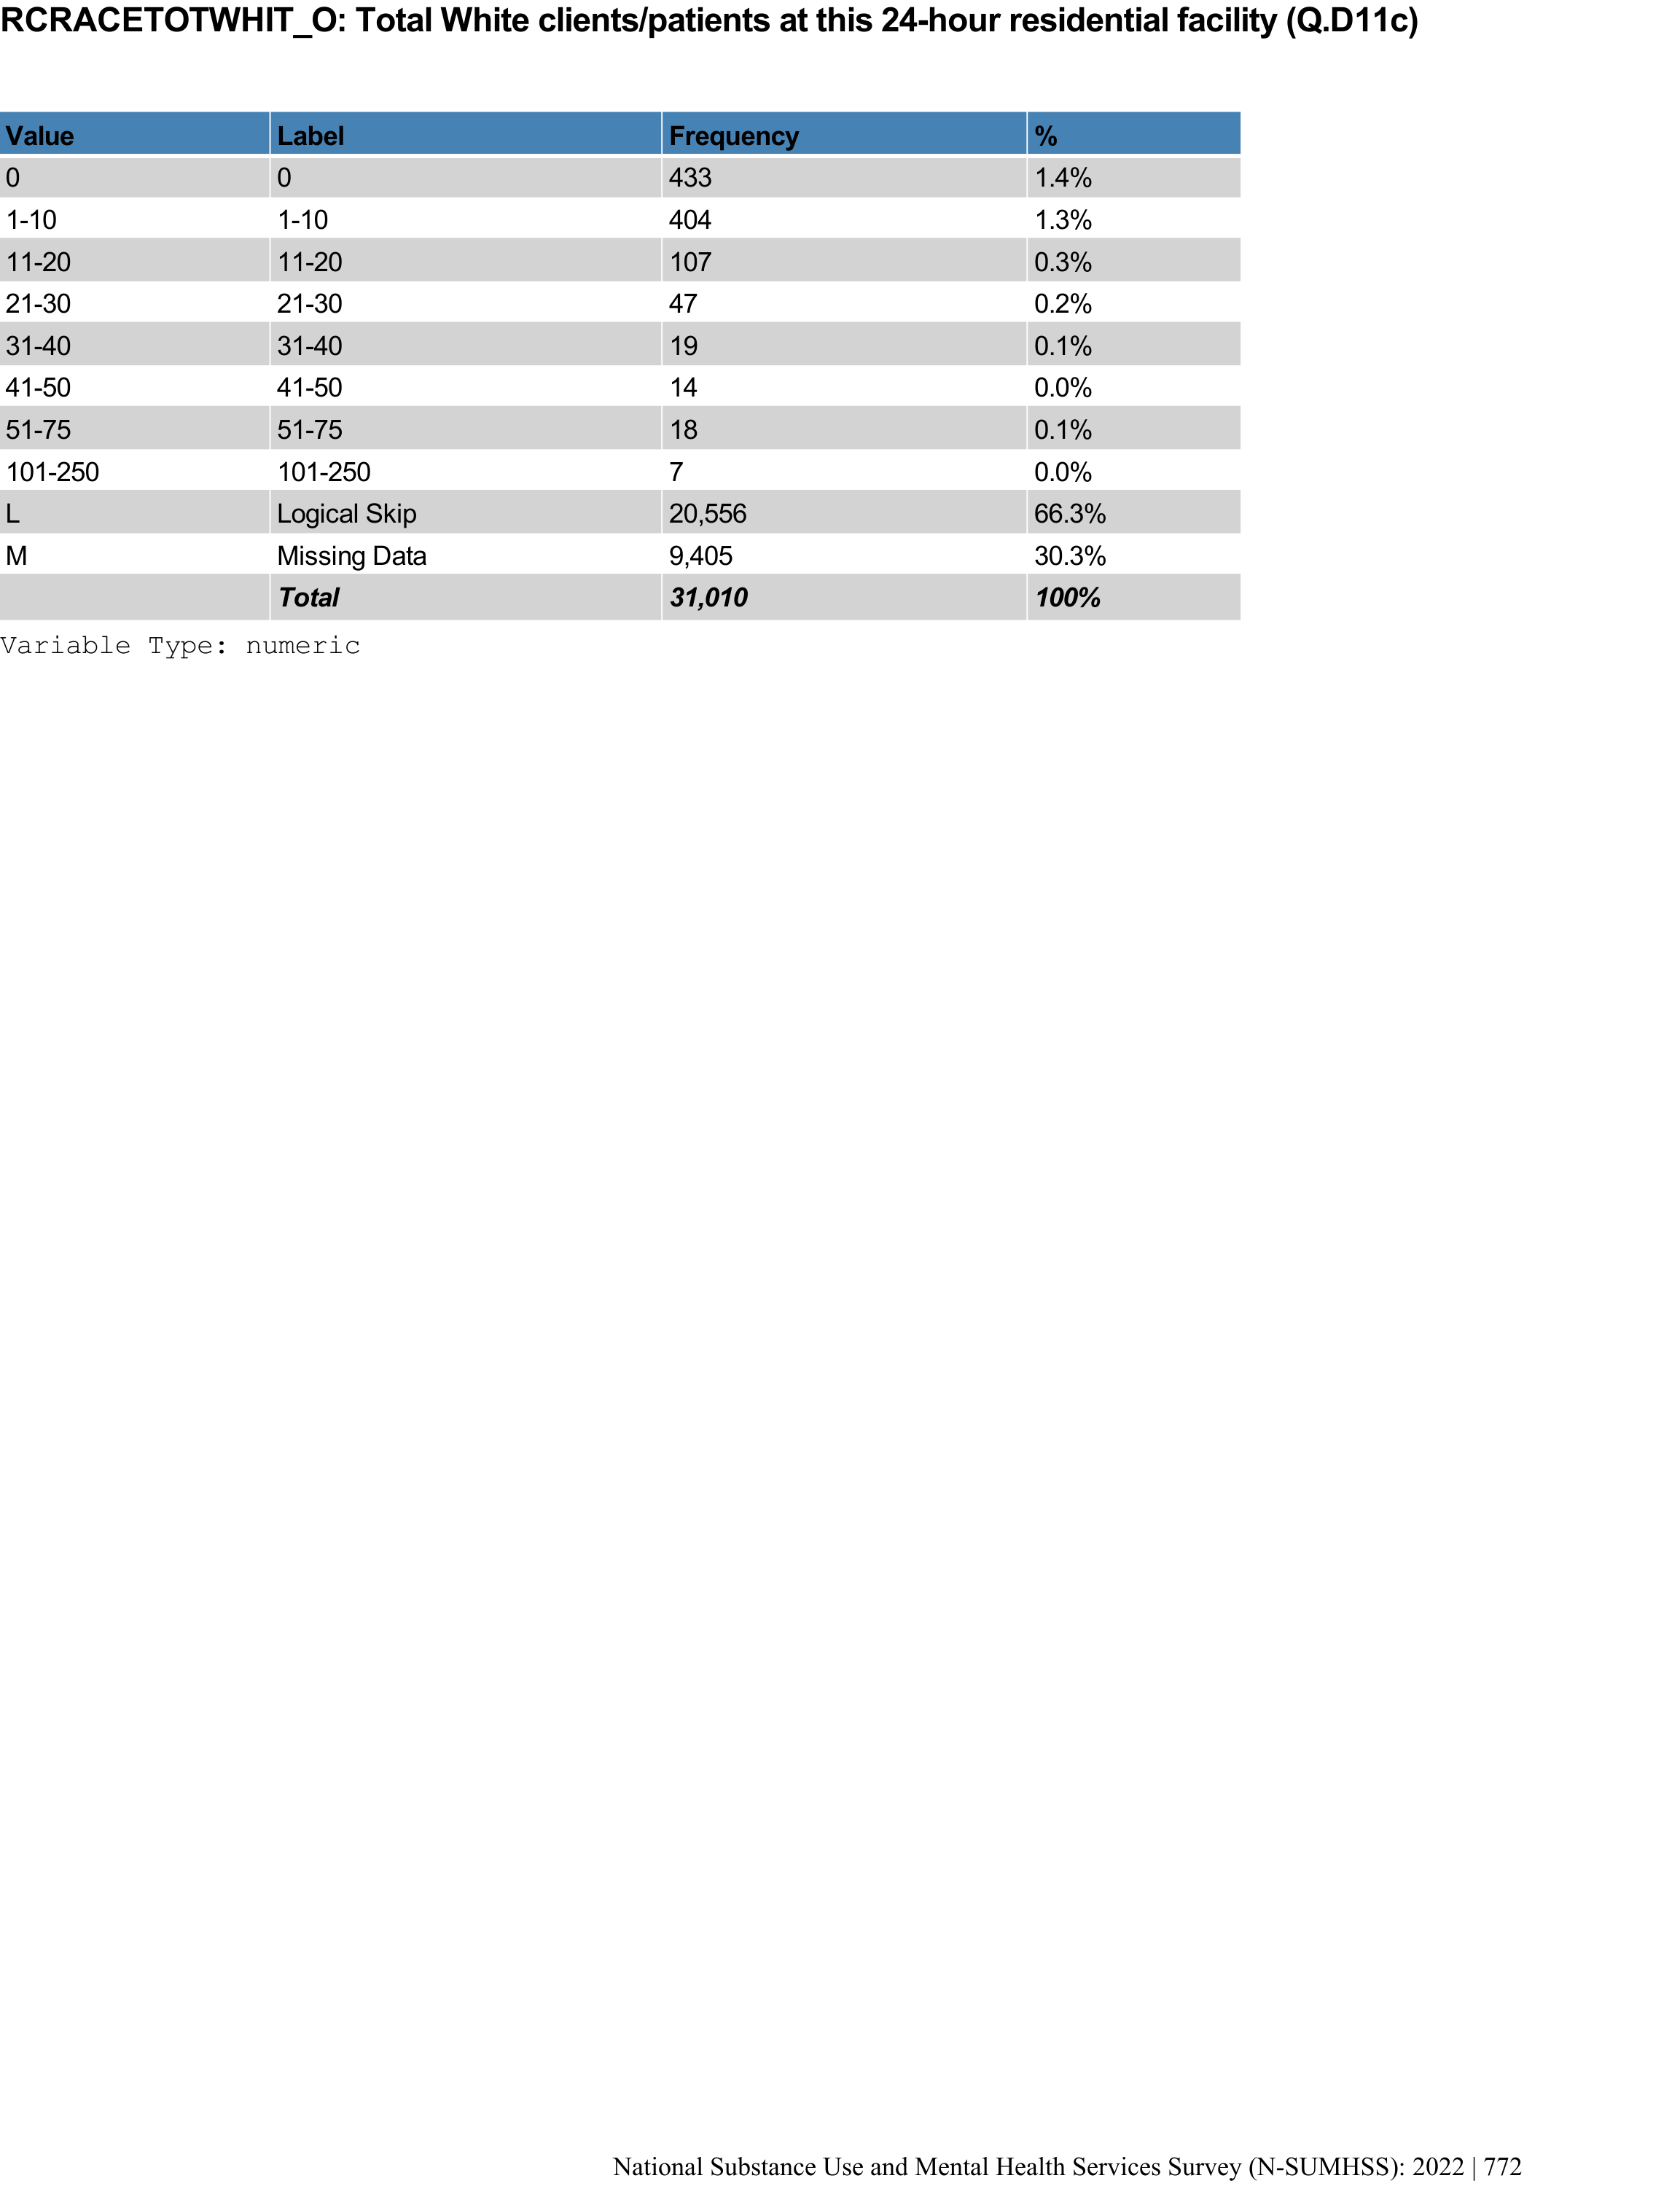 RCRACETOTWHIT_O: Total White clients/patients at this 24-hour residential facility (Q.D11c)
Value Label Frequency %
0 0 433 1.4%
1-10 1-10 404 1.3%
11-20 11-20 107 0.3%
21-30 21-30 47 0.2%
31-40 31-40 19 0.1%
41-50 41-50 14 0.0%
51-75 51-75 18 0.1%
101-250 101-250 7 0.0%
L Logical Skip 20,556 66.3%
M Missing Data 9,405 30.3%
Total 31,010 100%
Variable Type: numeric
National Substance Use and Mental Health Services Survey (N-SUMHSS): 2022 | 772